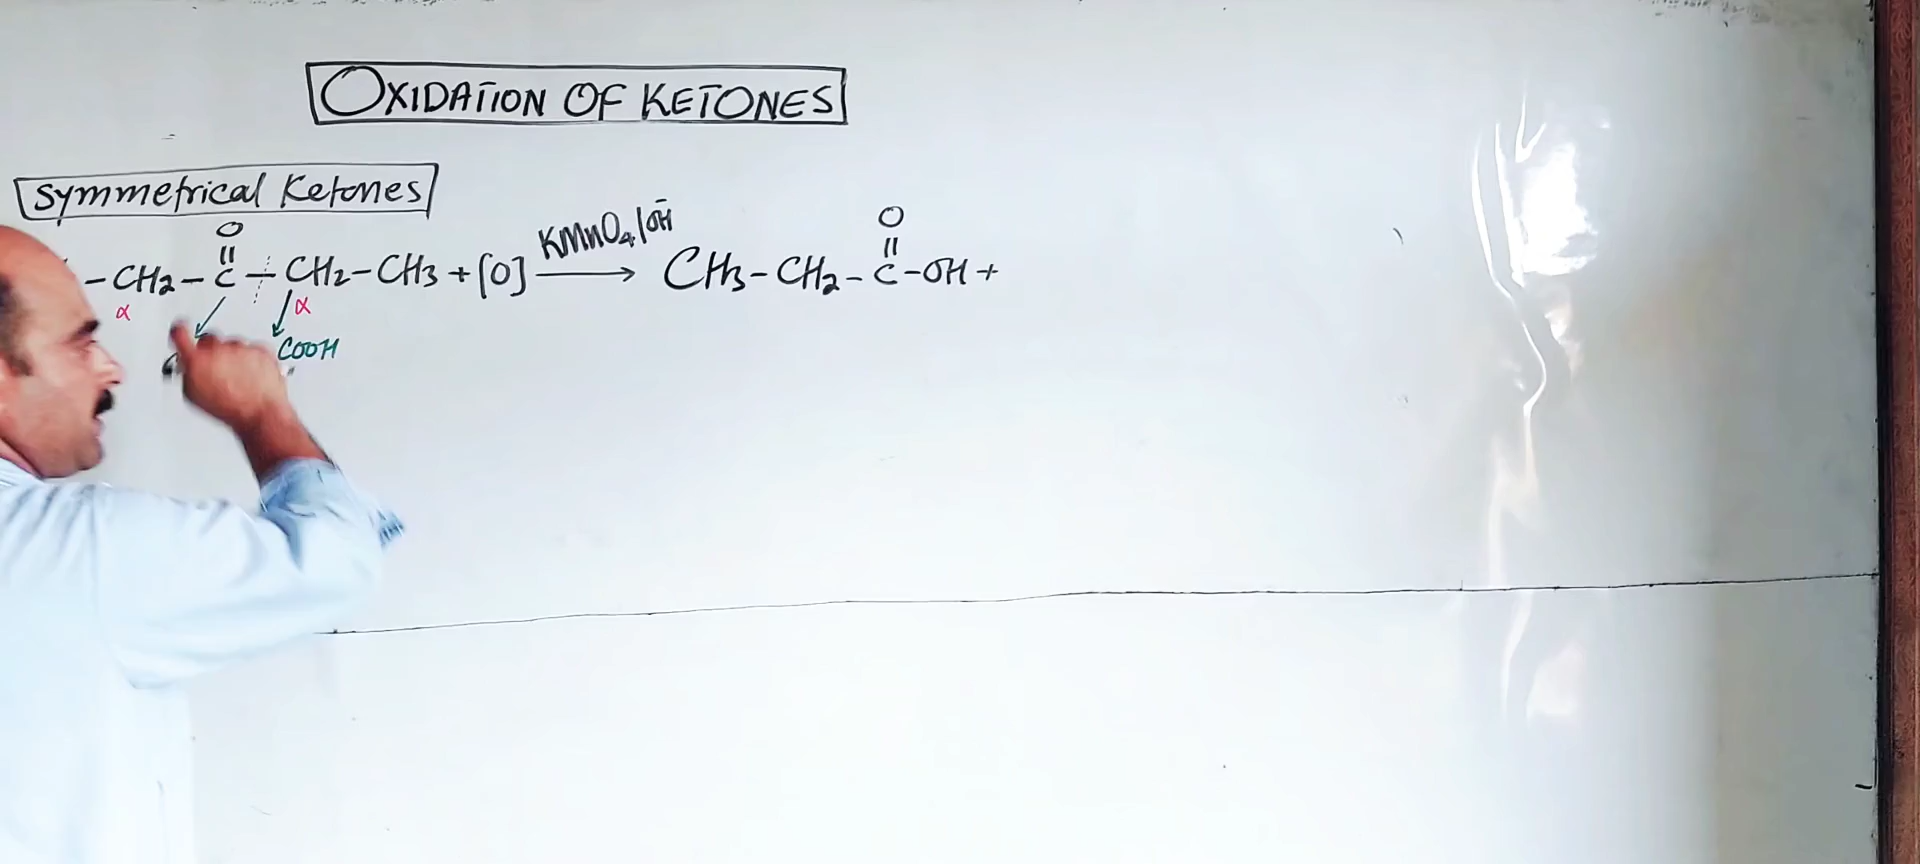 OXIDATION OF KETONES
Symmetrical Ketones
O O
|| KMnO₄/OH̄ ||
-CH₂-C-CH₂-CH₃+[O] → CH₃-CH₂-C-OH+
α α
COOH